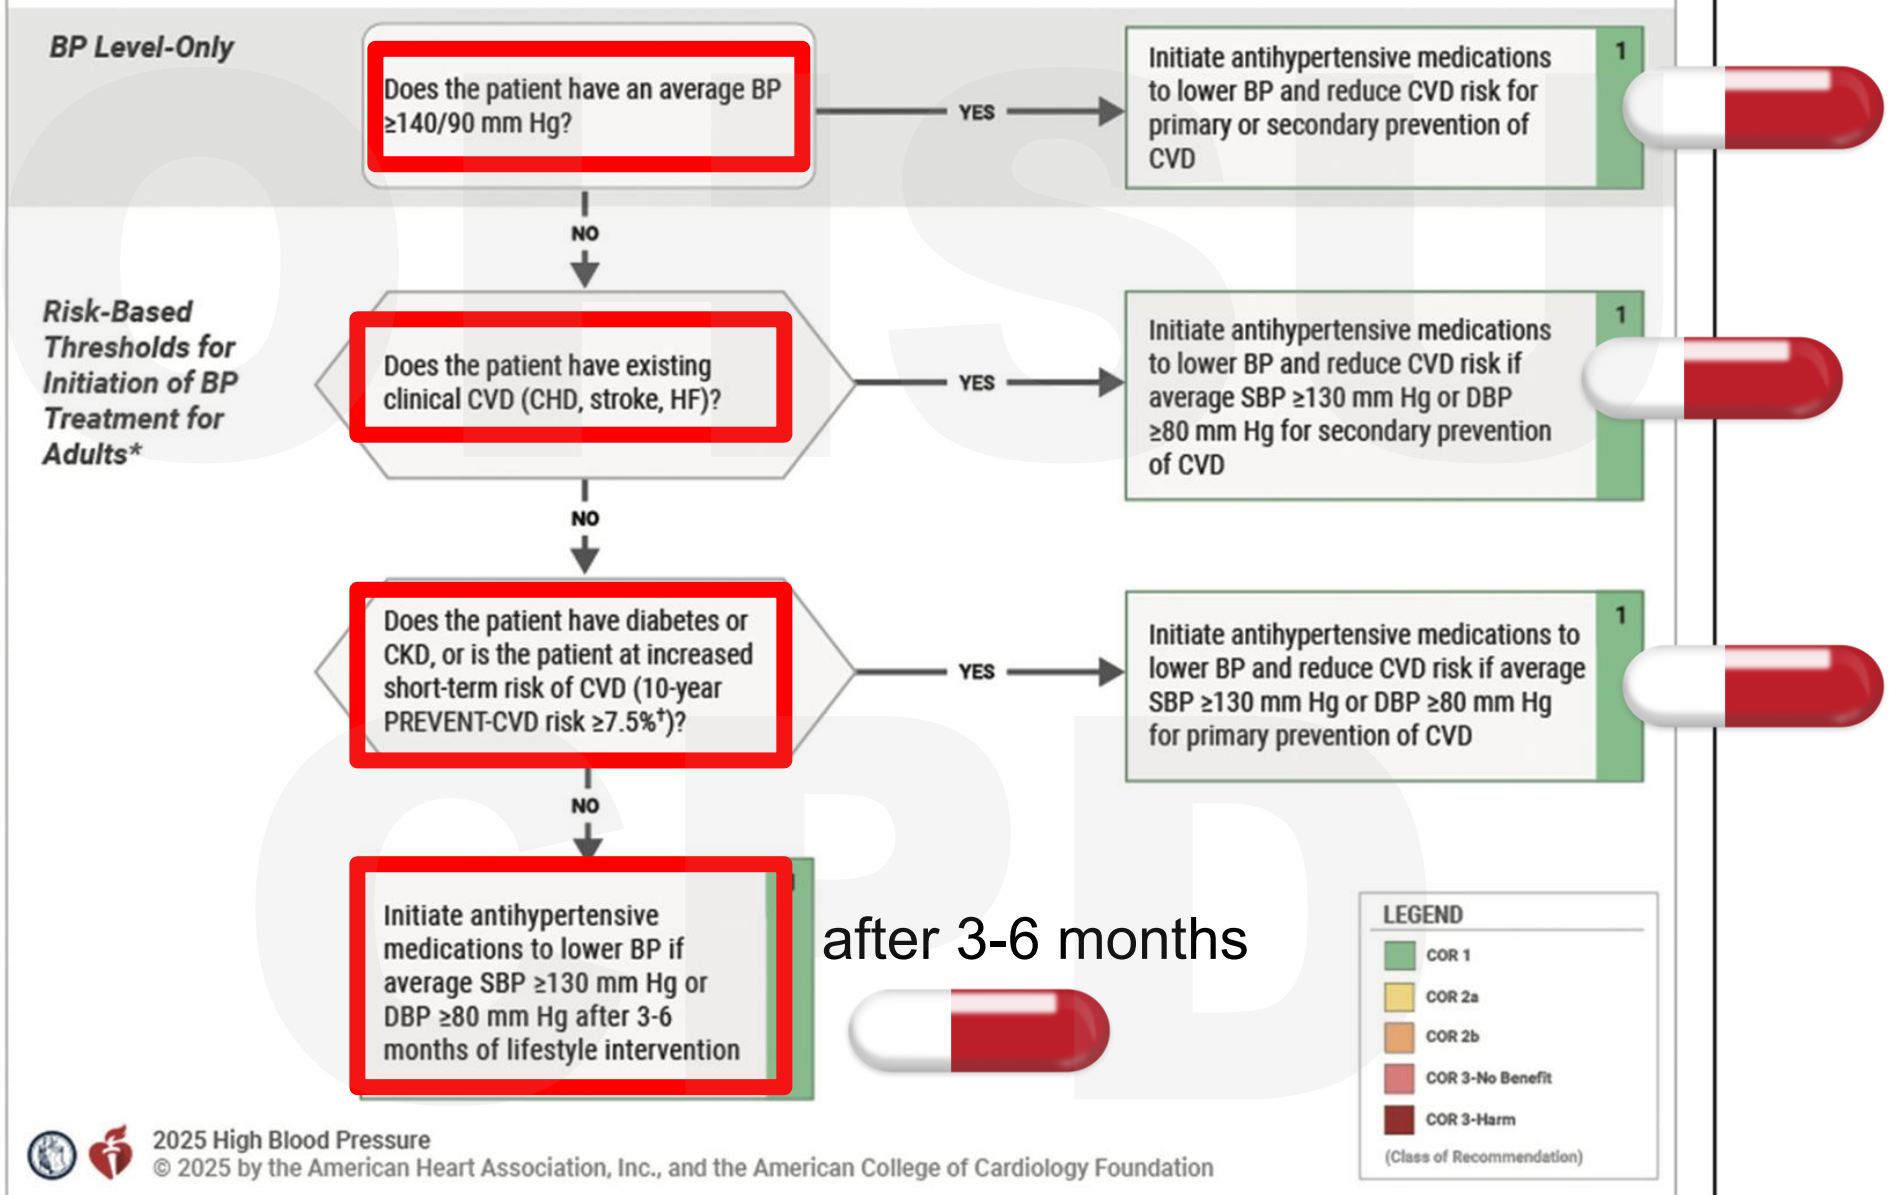 BP Level-Only
Does the patient have an average BP
≥140/90 mm Hg?
YES
Initiate antihypertensive medications
to lower BP and reduce CVD risk for
primary or secondary prevention of
CVD
1
NO
Risk-Based
Thresholds for
Initiation of BP
Treatment for
Adults*
Does the patient have existing
clinical CVD (CHD, stroke, HF)?
YES
Initiate antihypertensive medications
to lower BP and reduce CVD risk if
average SBP ≥130 mm Hg or DBP
≥80 mm Hg for secondary prevention
of CVD
1
NO
Does the patient have diabetes or
CKD, or is the patient at increased
short-term risk of CVD (10-year
PREVENT-CVD risk ≥7.5%†)?
YES
Initiate antihypertensive medications to
lower BP and reduce CVD risk if average
SBP ≥130 mm Hg or DBP ≥80 mm Hg
for primary prevention of CVD
1
NO
Initiate antihypertensive
medications to lower BP if
average SBP ≥130 mm Hg or
DBP ≥80 mm Hg after 3-6
months of lifestyle intervention
after 3-6 months
LEGEND
COR 1
COR 2a
COR 2b
COR 3-No Benefit
COR 3-Harm
(Class of Recommendation)
2025 High Blood Pressure
© 2025 by the American Heart Association, Inc., and the American College of Cardiology Foundation
OHSU
CPD